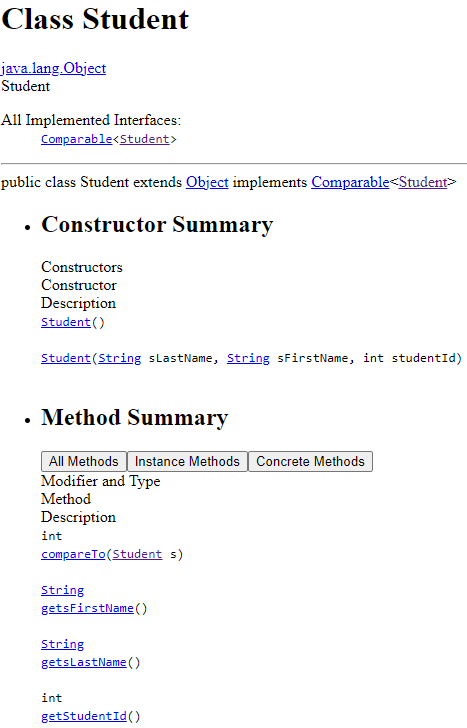 Class Student
java.lang.Object
Student
All Implemented Interfaces:
Comparable<Student>
public class Student extends Object implements Comparable<Student>
Constructor Summary
Constructors
Constructor
Description
Student()
Student(String sLastName, String sFirstName, int studentId)
Method Summary
All Methods Instance Methods Concrete Methods
Modifier and Type
Method
Description
int
compareTo(Student s)
String
getsFirstName()
String
getsLastName()
int
getStudentId()